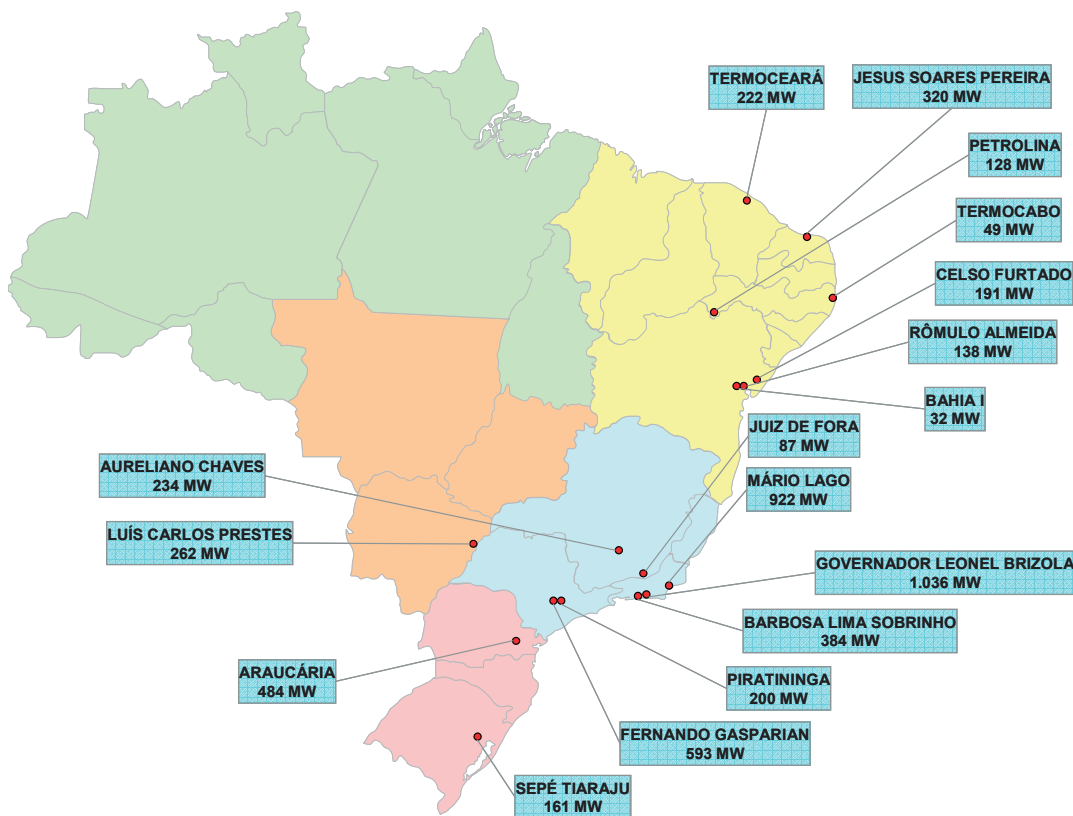 TERMOCEARÁ
222 MW
JESUS SOARES PEREIRA
320 MW
PETROLINA
128 MW
TERMOCABO
49 MW
CELSO FURTADO
191 MW
RÔMULO ALMEIDA
138 MW
BAHIA I
32 MW
JUIZ DE FORA
87 MW
MÁRIO LAGO
922 MW
AURELIANO CHAVES
234 MW
LUÍS CARLOS PRESTES
262 MW
GOVERNADOR LEONEL BRIZOLA
1.036 MW
BARBOSA LIMA SOBRINHO
384 MW
ARAUCÁRIA
484 MW
PIRATININGA
200 MW
FERNANDO GASPARIAN
593 MW
SEPÉ TIARAJU
161 MW